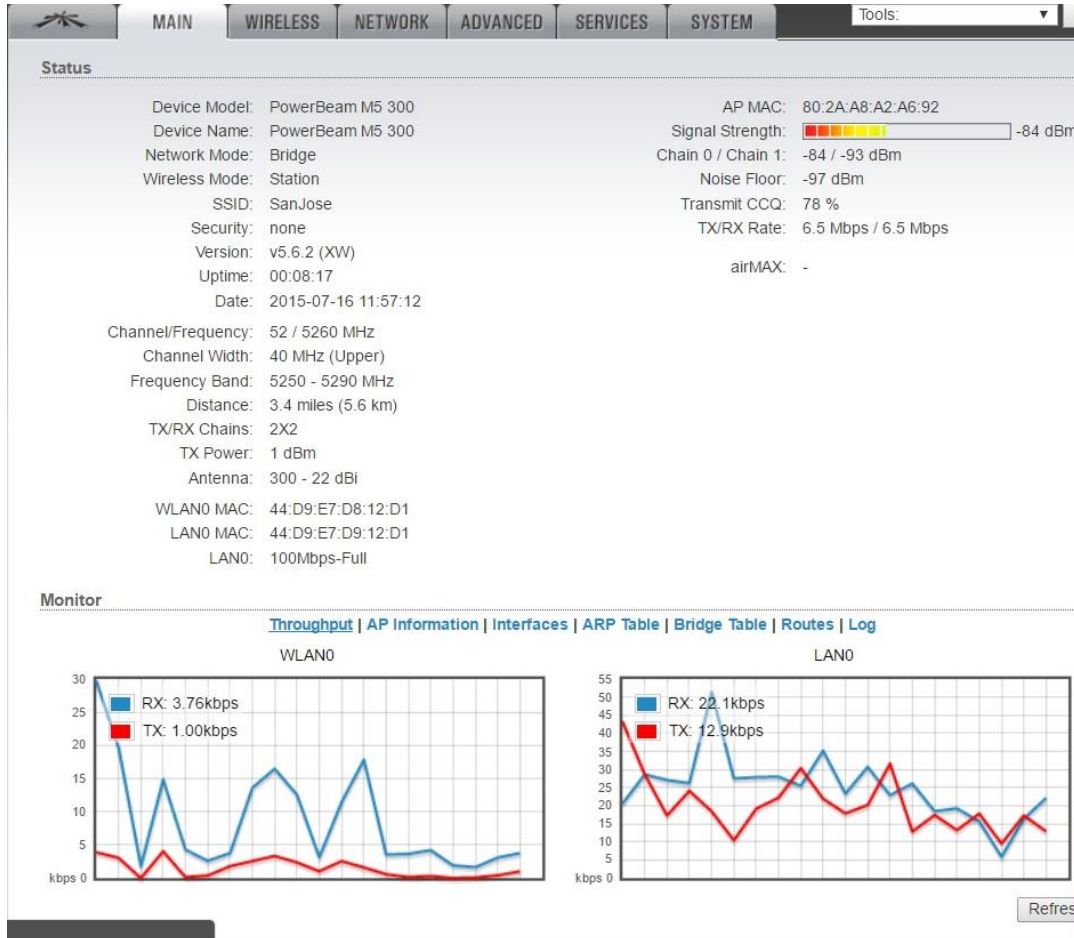 MAIN WIRELESS NETWORK ADVANCED SERVICES SYSTEM Tools:
Status
Device Model: PowerBeam M5 300
Device Name: PowerBeam M5 300
Network Mode: Bridge
Wireless Mode: Station
SSID: SanJose
Security: none
Version: v5.6.2 (XW)
Uptime: 00:08:17
Date: 2015-07-16 11:57:12
Channel/Frequency: 52 / 5260 MHz
Channel Width: 40 MHz (Upper)
Frequency Band: 5250 - 5290 MHz
Distance: 3.4 miles (5.6 km)
TX/RX Chains: 2X2
TX Power: 1 dBm
Antenna: 300 - 22 dBi
WLAN0 MAC: 44:D9:E7:D8:12:D1
LAN0 MAC: 44:D9:E7:D9:12:D1
LAN0: 100Mbps-Full
AP MAC: 80:2A:A8:A2:A6:92
Signal Strength: -84 dBm
Chain 0 / Chain 1: -84 / -93 dBm
Noise Floor: -97 dBm
Transmit CCQ: 78 %
TX/RX Rate: 6.5 Mbps / 6.5 Mbps
airMAX: -
Monitor
Throughput | AP Information | Interfaces | ARP Table | Bridge Table | Routes | Log
WLAN0
30
25
20
15
10
5
kbps 0
RX: 3.76kbps
TX: 1.00kbps
LAN0
55
50
45
40
35
30
25
20
15
10
5
kbps 0
RX: 22.1kbps
TX: 12.9kbps
Refres